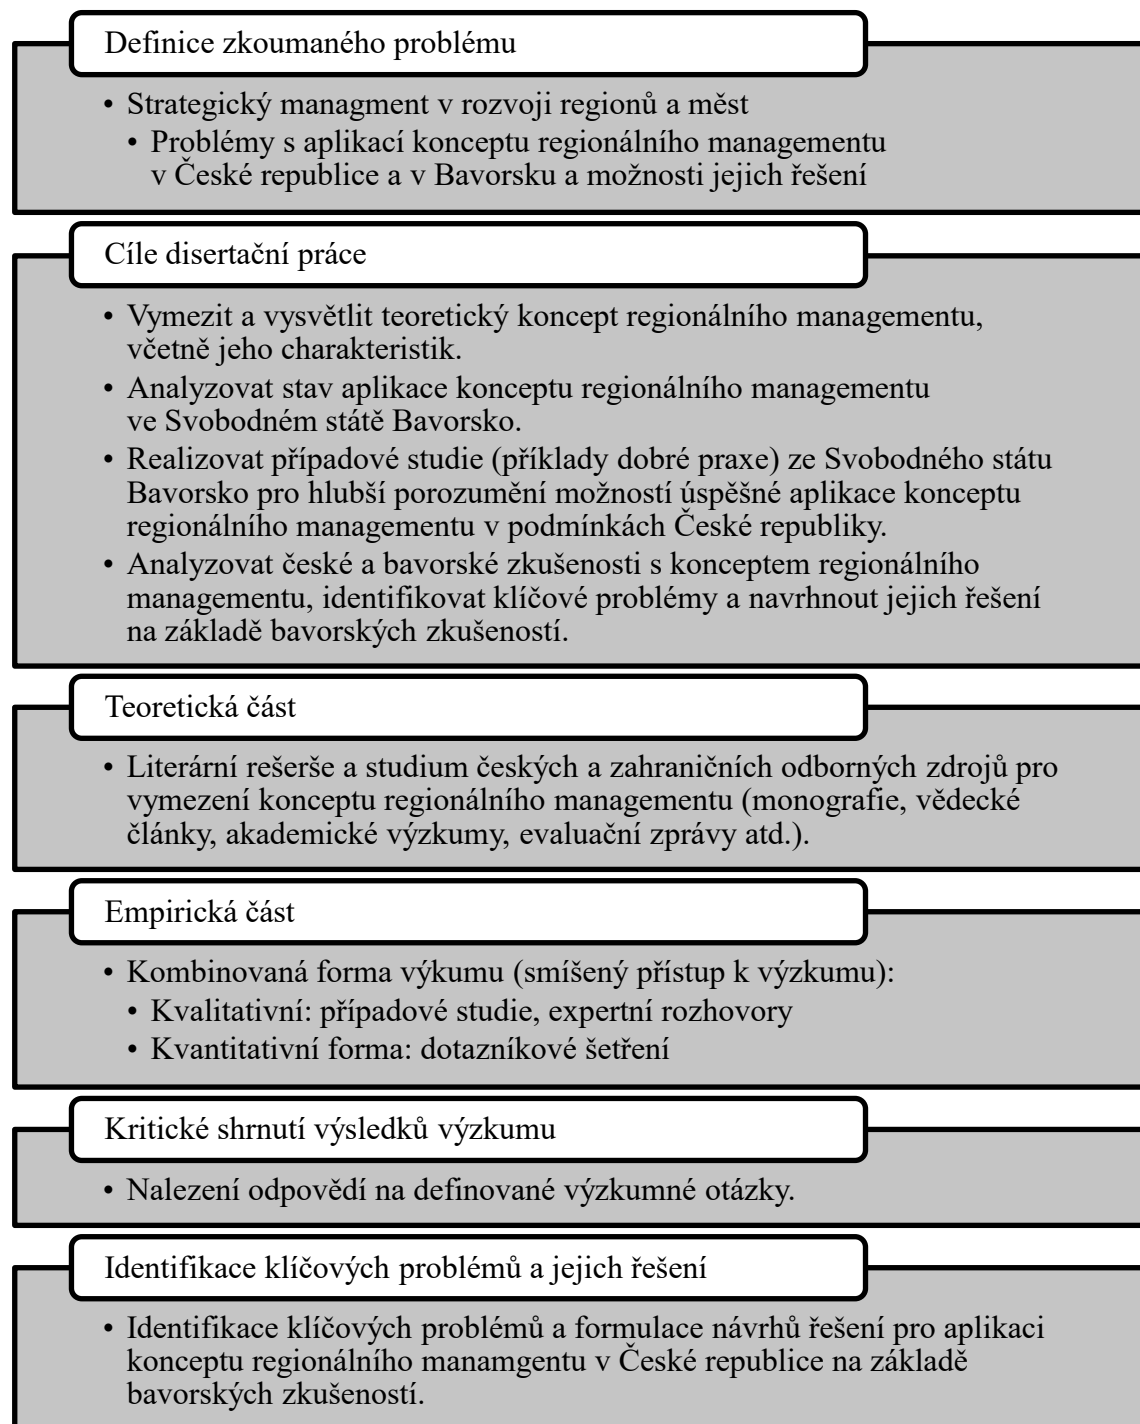 Definice zkoumaného problému
• Strategický managment v rozvoji regionů a měst
• Problémy s aplikací konceptu regionálního managementu
v České republice a v Bavorsku a možnosti jejich řešení
Cíle disertační práce
• Vymezit a vysvětlit teoretický koncept regionálního managementu,
včetně jeho charakteristik.
• Analyzovat stav aplikace konceptu regionálního managementu
ve Svobodném státě Bavorsko.
• Realizovat případové studie (příklady dobré praxe) ze Svobodného státu
Bavorsko pro hlubší porozumění možností úspěšné aplikace konceptu
regionálního managementu v podmínkách České republiky.
• Analyzovat české a bavorské zkušenosti s konceptem regionálního
managementu, identifikovat klíčové problémy a navrhnout jejich řešení
na základě bavorských zkušeností.
Teoretická část
• Literární rešerše a studium českých a zahraničních odborných zdrojů pro
vymezení konceptu regionálního managementu (monografie, vědecké
články, akademické výzkumy, evaluační zprávy atd.).
Empirická část
• Kombinovaná forma výkumu (smíšený přístup k výzkumu):
• Kvalitativní: případové studie, expertní rozhovory
• Kvantitativní forma: dotazníkové šetření
Kritické shrnutí výsledků výzkumu
• Nalezení odpovědí na definované výzkumné otázky.
Identifikace klíčových problémů a jejich řešení
• Identifikace klíčových problémů a formulace návrhů řešení pro aplikaci
konceptu regionálního manamgentu v České republice na základě
bavorských zkušeností.